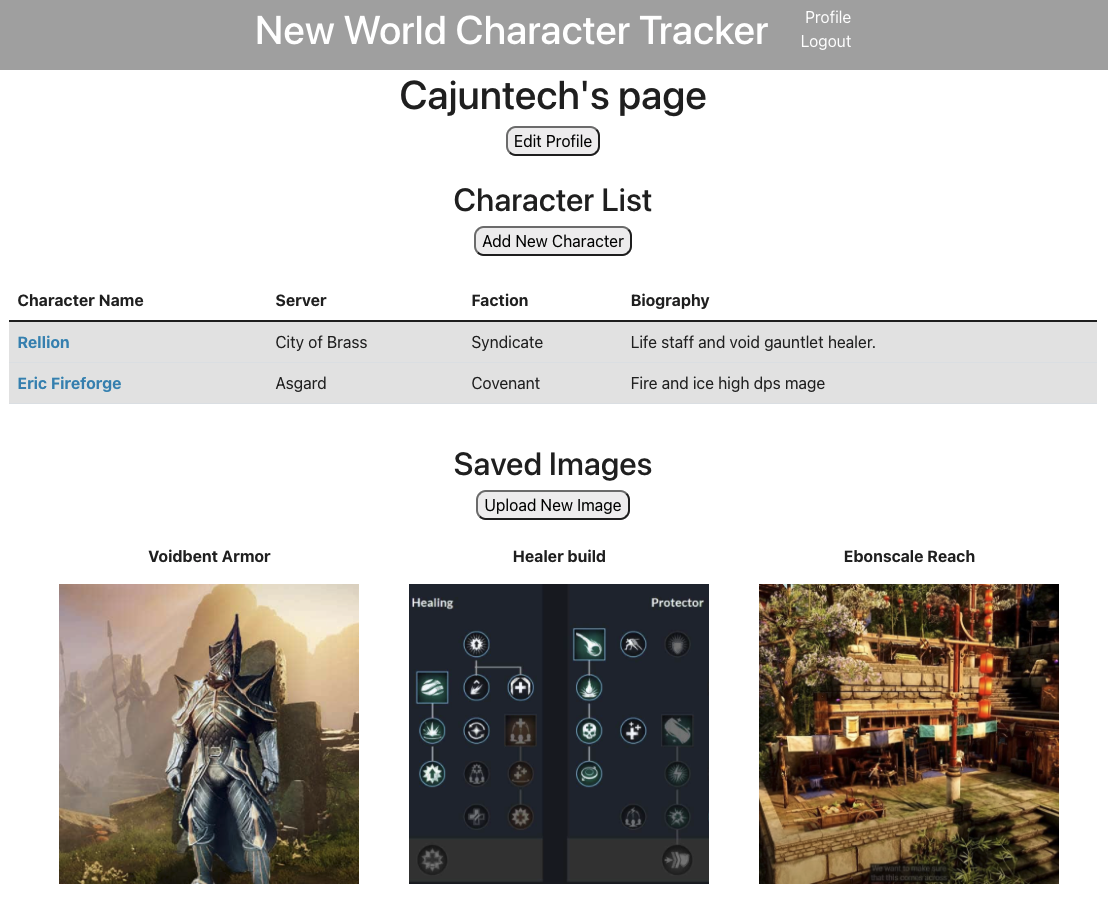 New World Character Tracker
Profile
Logout
Cajuntech's page
Edit Profile
Character List
Add New Character
Character Name Server Faction Biography
Rellion City of Brass Syndicate Life staff and void gauntlet healer.
Eric Fireforge Asgard Covenant Fire and ice high dps mage
Saved Images
Upload New Image
Voidbent Armor Healer build Ebonscale Reach
Healing Protector